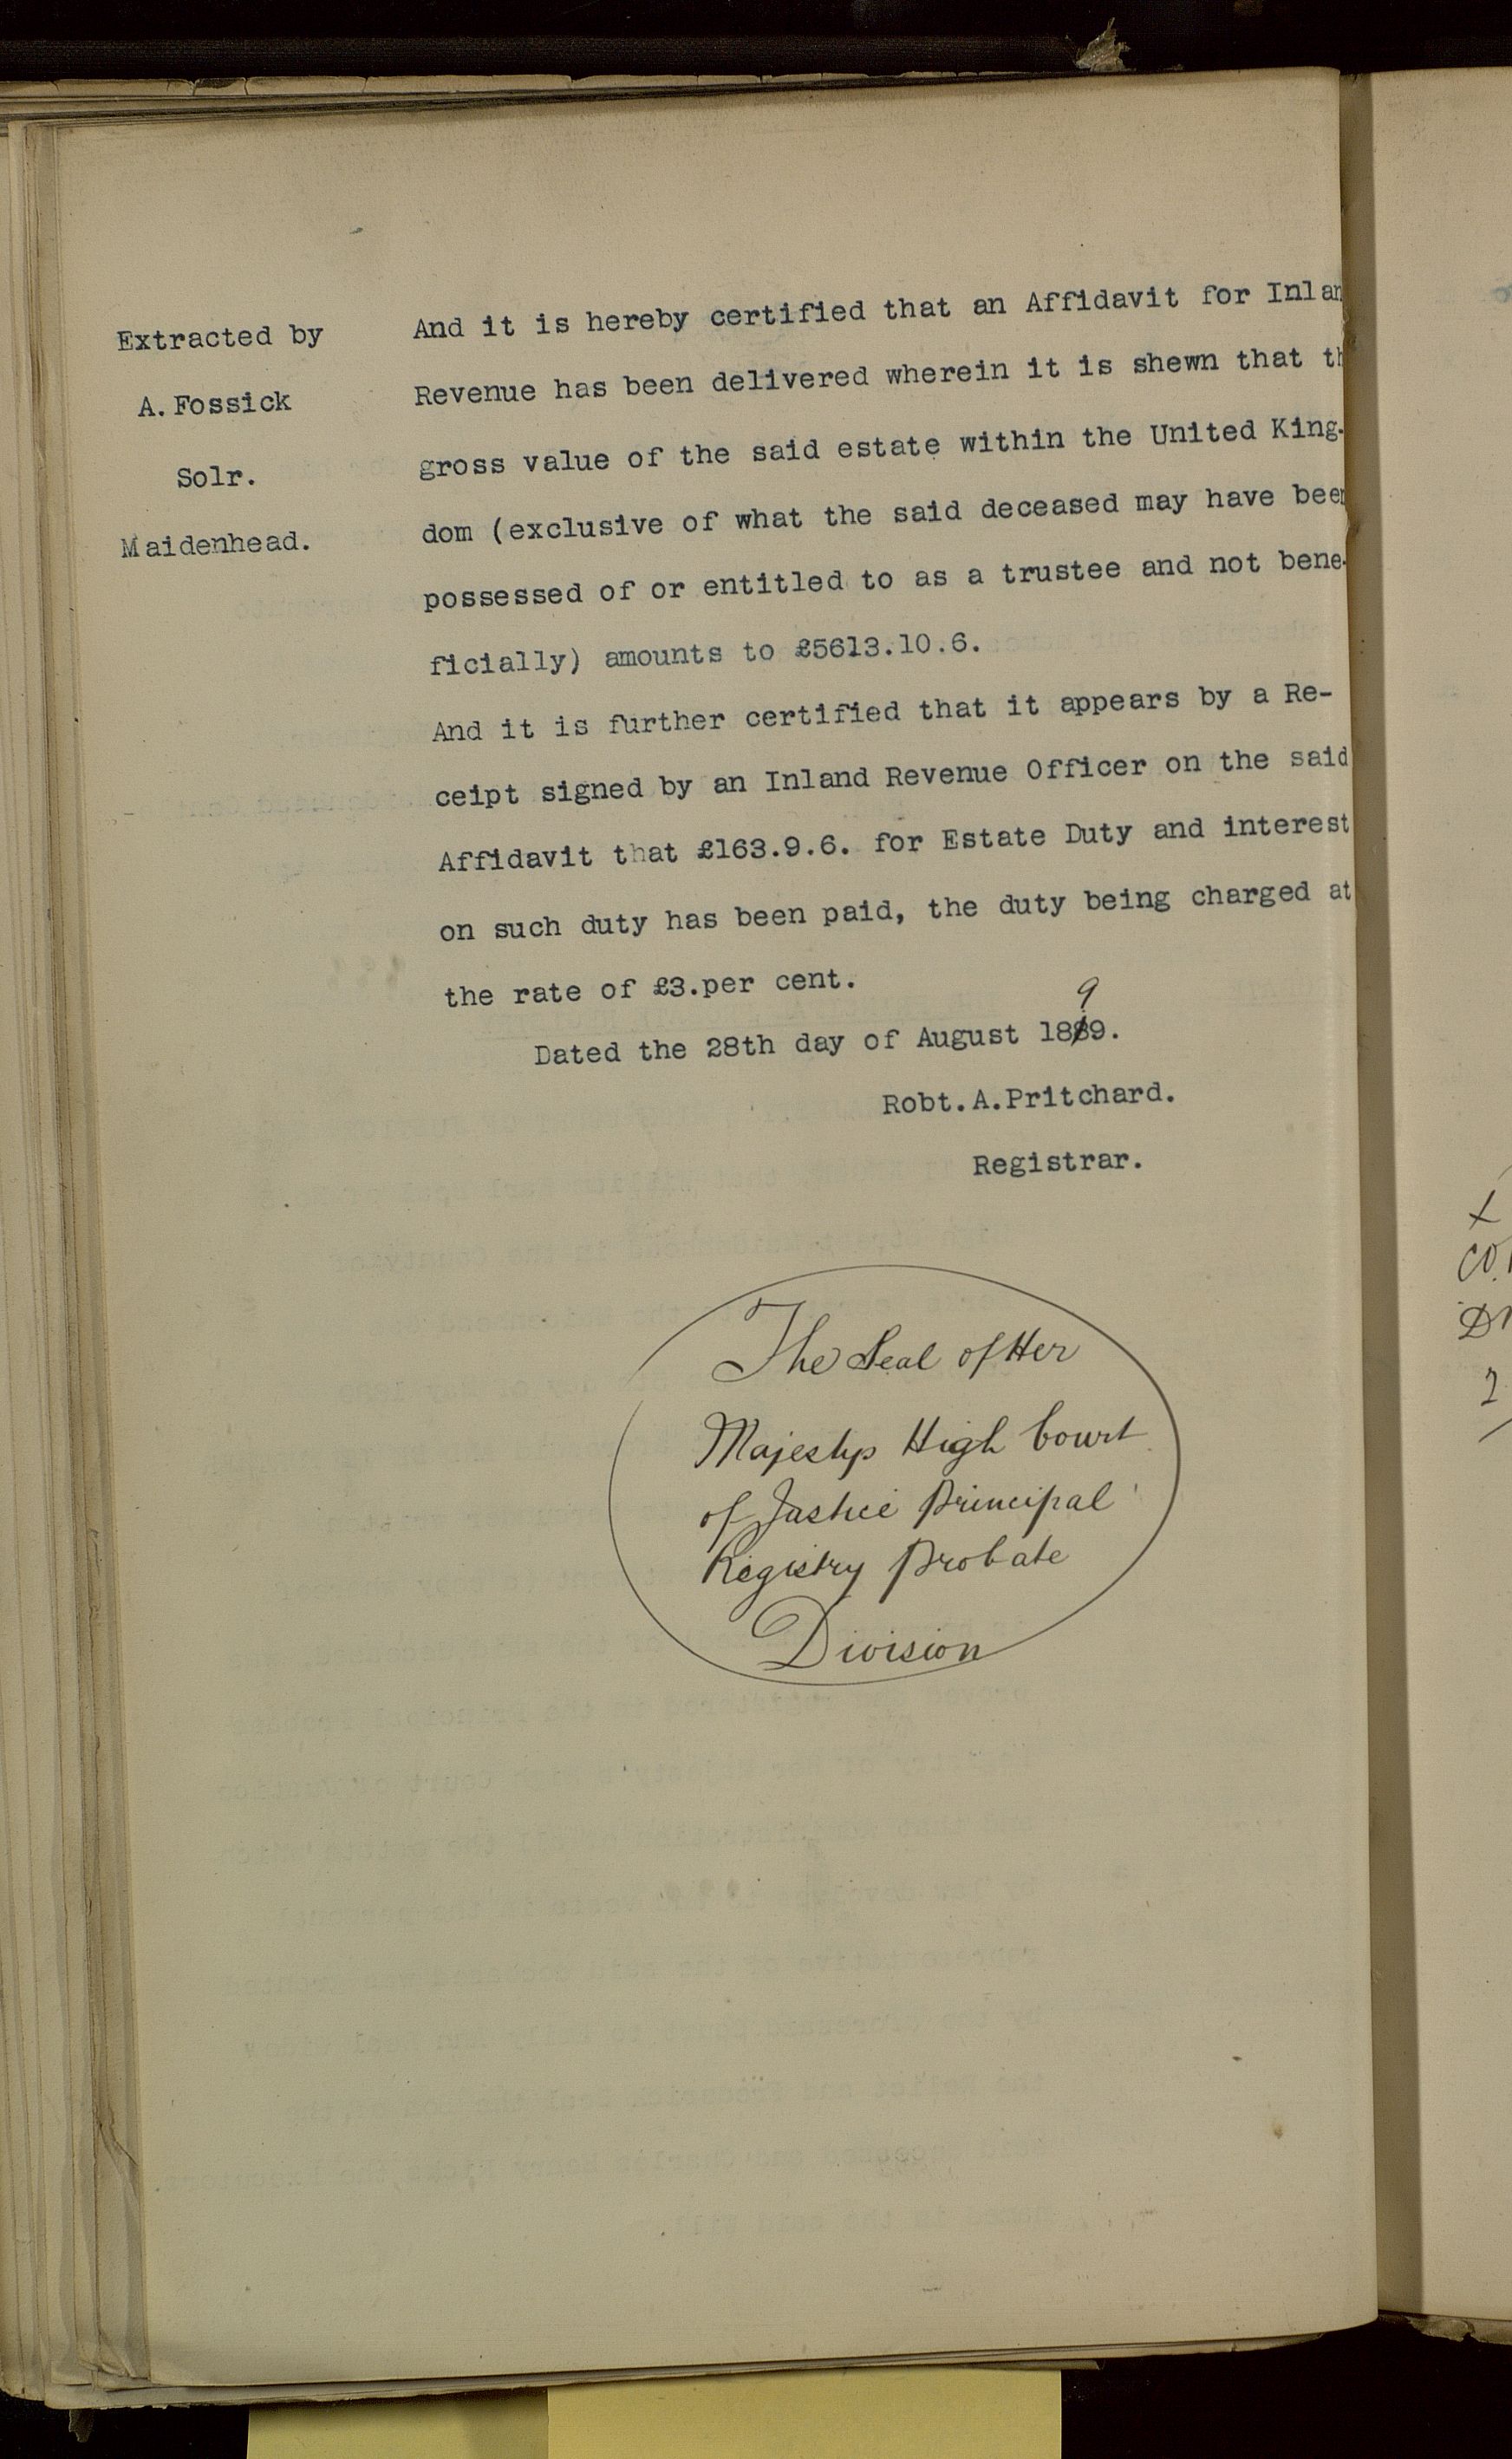 Extracted by
A. Fossick
Solr.
Maidenhead.
And it is hereby certified that an Affidavit for Inlan
Revenue has been delivered wherein it is shewn that th
gross value of the said estate within the United King-
dom (exclusive of what the said deceased may have been
possessed of or entitled to as a trustee and not bene-
ficially) amounts to £5613.10.6.
And it is further certified that it appears by a Re-
ceipt signed by an Inland Revenue Officer on the said
Affidavit that £163.9.6. for Estate Duty and interest
on such duty has been paid, the duty being charged at
the rate of £3.per cent.
9
Dated the 28th day of August 1889.
Robt.A.Pritchard.
Registrar.
The Seal of Her
Majestys High Court
of Justice Principal
Registry Probate
Division